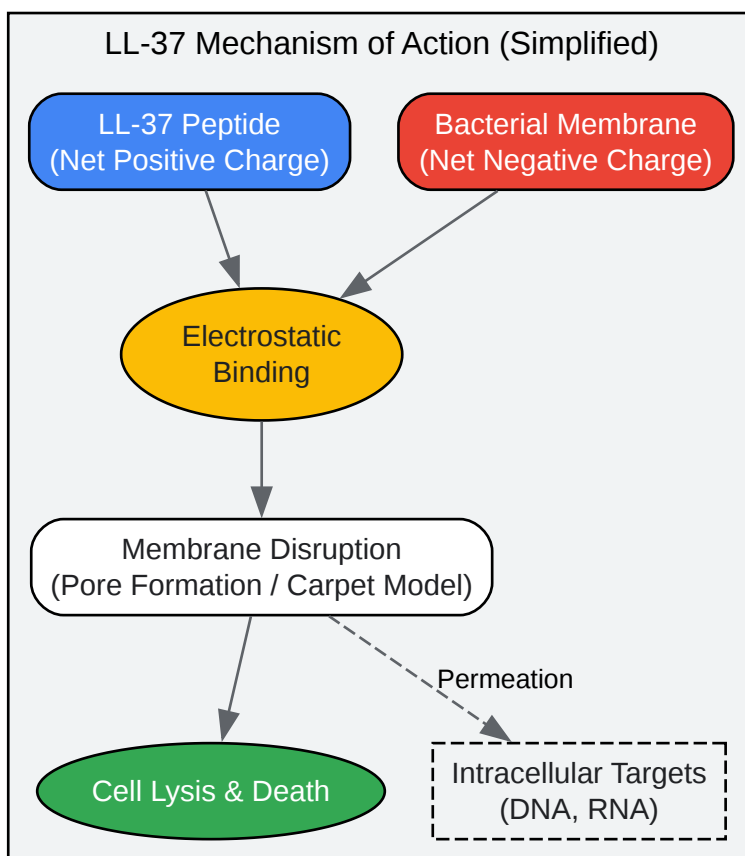 LL-37 Mechanism of Action (Simplified)
LL-37 Peptide
(Net Positive Charge)
Bacterial Membrane
(Net Negative Charge)
Electrostatic
Binding
Membrane Disruption
(Pore Formation / Carpet Model)
Permeation
Cell Lysis & Death
Intracellular Targets
(DNA, RNA)